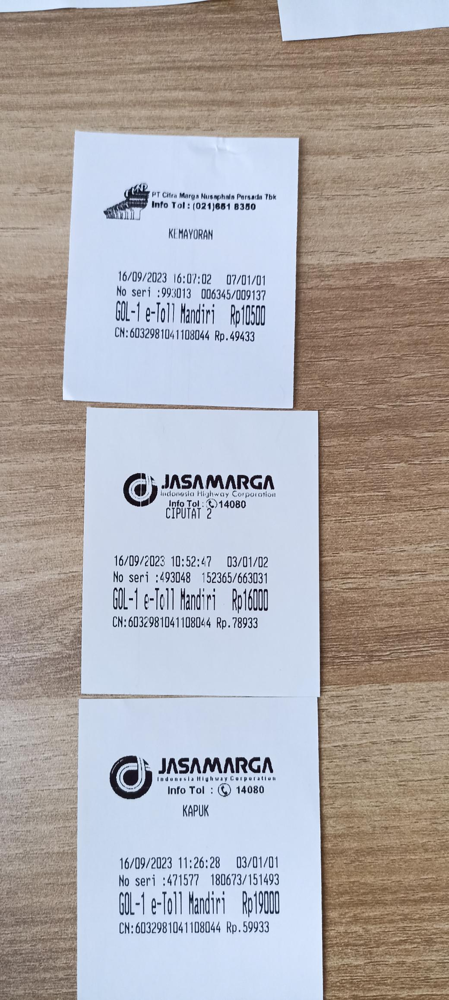 CMNP
PT Citra Marga Nusaphala Persada Tbk
Info Tol : (021)651 8350
KEMAYORAN
16/09/2023 16:07:02 07/01/01
No seri :993013 006345/009137
GOL-1 e-Toll Mandiri Rp10500
CN:6032981041108044 Rp.49433
JASAMARGA
Indonesia Highway Corporation
Info Tol : 14080
CIPUTAT 2
16/09/2023 10:52:47 03/01/02
No seri :493048 152365/663031
GOL-1 e-Toll Mandiri Rp16000
CN:6032981041108044 Rp.78933
JASAMARGA
Indonesia Highway Corporation
Info Tol : 14080
KAPUK
16/09/2023 11:26:28 03/01/01
No seri :471577 180673/151493
GOL-1 e-Toll Mandiri Rp19000
CN:6032981041108044 Rp.59933